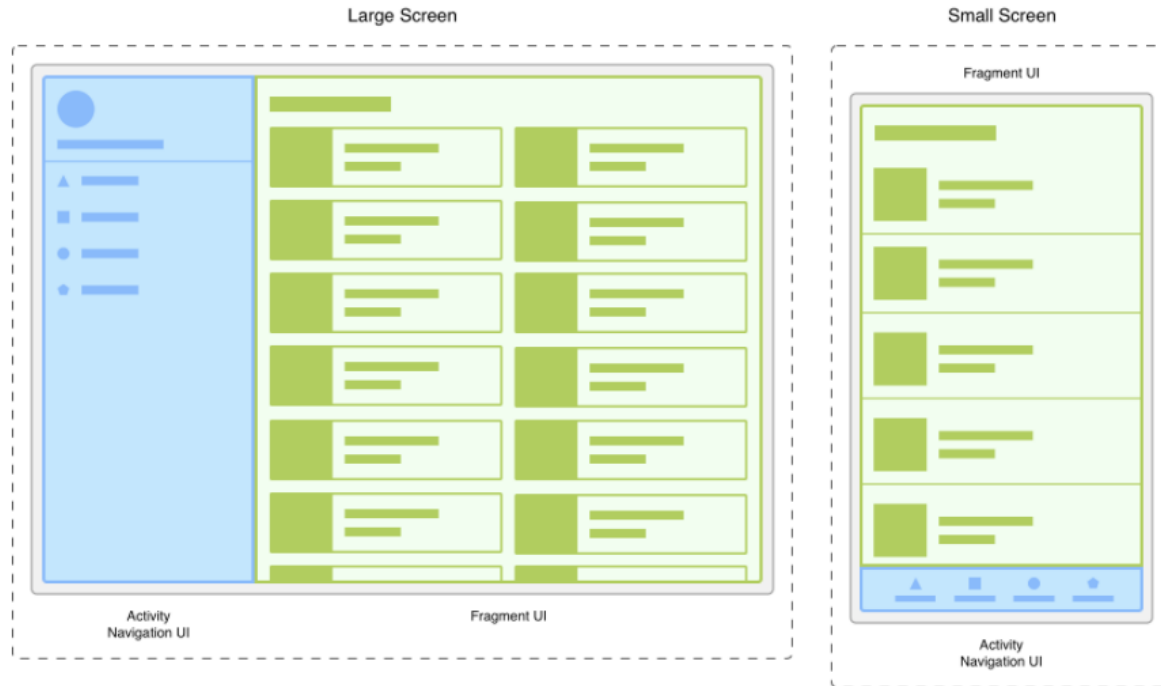 Large Screen
Small Screen
Fragment UI
Activity
Navigation UI
Fragment UI
Activity
Navigation UI